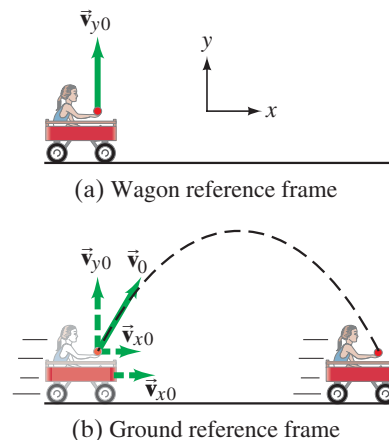 v⃗y0
y
x
(a) Wagon reference frame
v⃗y0 v⃗0
v⃗x0
v⃗x0
(b) Ground reference frame